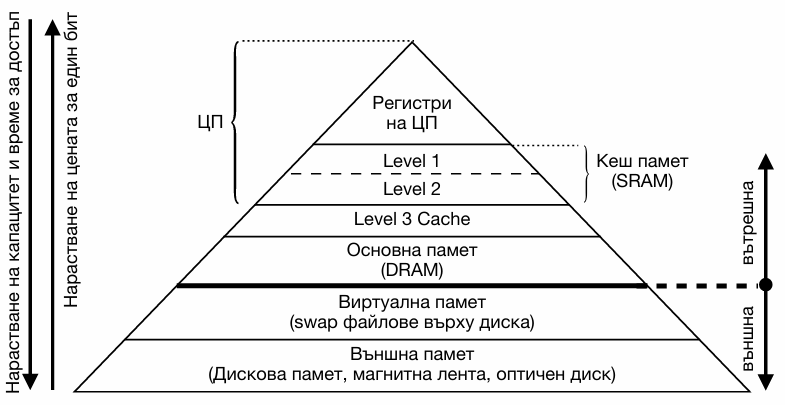 Нарастване на капацитет и време за достъп
Нарастване на цената за един бит
ЦП
Регистри
на ЦП
Level 1
Level 2
Кеш памет
(SRAM)
Level 3 Cache
Основна памет
(DRAM)
вътрешна
Виртуална памет
(swap файлове върху диска)
външна
Външна памет
(Дискова памет, магнитна лента, оптичен диск)